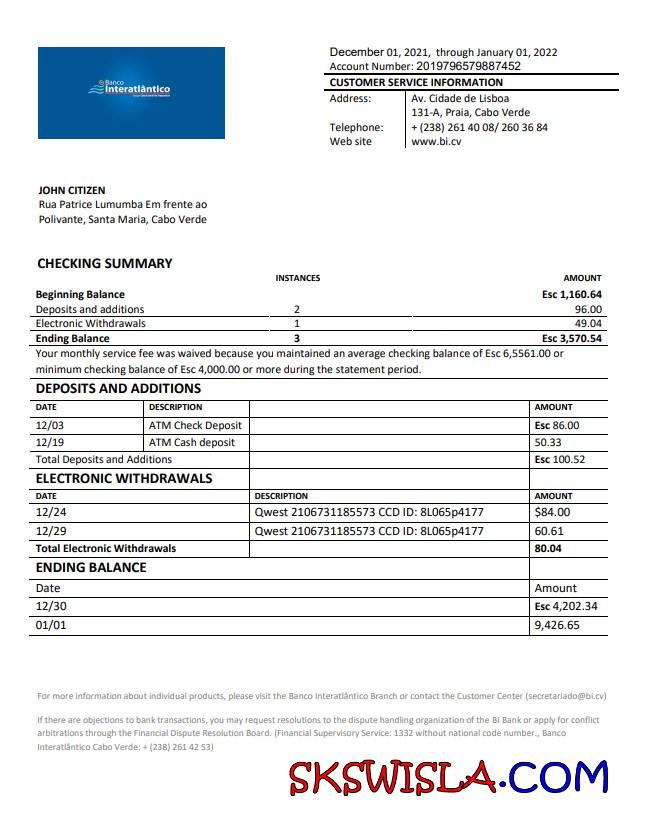 Banco
Interatlântico
December 01, 2021, through January 01, 2022
Account Number: 2019796579887452
CUSTOMER SERVICE INFORMATION
Address: Av. Cidade de Lisboa
131-A, Praia, Cabo Verde
Telephone: + (238) 261 40 08/ 260 36 84
Web site www.bi.cv
JOHN CITIZEN
Rua Patrice Lumumba Em frente ao
Polivante, Santa Maria, Cabo Verde
CHECKING SUMMARY
INSTANCES AMOUNT
Beginning Balance Esc 1,160.64
Deposits and additions 2 96.00
Electronic Withdrawals 1 49.04
Ending Balance 3 Esc 3,570.54
Your monthly service fee was waived because you maintained an average checking balance of Esc 6,5561.00 or
minimum checking balance of Esc 4,000.00 or more during the statement period.
DEPOSITS AND ADDITIONS
DATE DESCRIPTION AMOUNT
12/03 ATM Check Deposit Esc 86.00
12/19 ATM Cash deposit 50.33
Total Deposits and Additions Esc 100.52
ELECTRONIC WITHDRAWALS
DATE DESCRIPTION AMOUNT
12/24 Qwest 2106731185573 CCD ID: 8L065p4177 $84.00
12/29 Qwest 2106731185573 CCD ID: 8L065p4177 60.61
Total Electronic Withdrawals 80.04
ENDING BALANCE
Date Amount
12/30 Esc 4,202.34
01/01 9,426.65
For more information about individual products, please visit the Banco Interatlântico Branch or contact the Customer Center (secretariado@bi.cv)
If there are objections to bank transactions, you may request resolutions to the dispute handling organization of the BI Bank or apply for conflict
arbitrations through the Financial Dispute Resolution Board. (Financial Supervisory Service: 1332 without national code number., Banco
Interatlântico Cabo Verde: + (238) 261 42 53)
SKSWISLA.COM